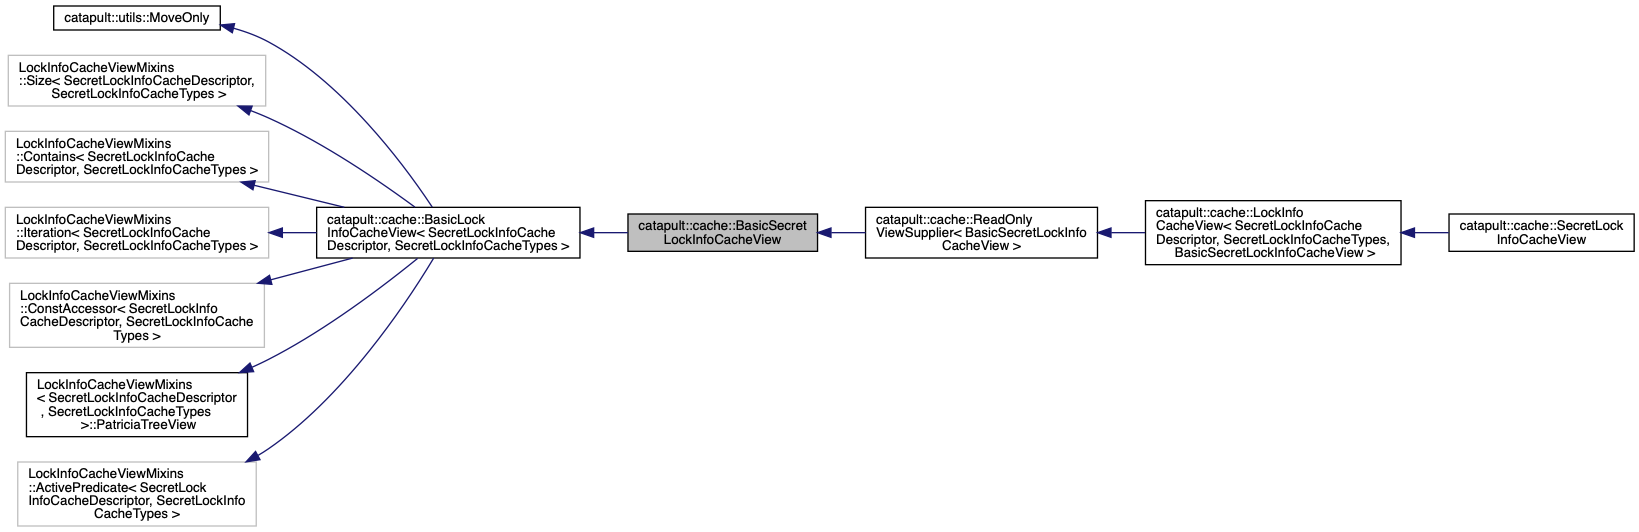 catapult::utils::MoveOnly
LockInfoCacheViewMixins
::Size< SecretLockInfoCacheDescriptor,
SecretLockInfoCacheTypes >
LockInfoCacheViewMixins
::Contains< SecretLockInfoCache
Descriptor, SecretLockInfoCacheTypes >
LockInfoCacheViewMixins
::Iteration< SecretLockInfoCache
Descriptor, SecretLockInfoCacheTypes >
LockInfoCacheViewMixins
::ConstAccessor< SecretLockInfo
CacheDescriptor, SecretLockInfoCache
Types >
LockInfoCacheViewMixins
< SecretLockInfoCacheDescriptor
, SecretLockInfoCacheTypes
>::PatriciaTreeView
LockInfoCacheViewMixins
::ActivePredicate< SecretLock
InfoCacheDescriptor, SecretLockInfo
CacheTypes >
catapult::cache::BasicLock
InfoCacheView< SecretLockInfoCache
Descriptor, SecretLockInfoCacheTypes >
catapult::cache::BasicSecret
LockInfoCacheView
catapult::cache::ReadOnly
ViewSupplier< BasicSecretLockInfo
CacheView >
catapult::cache::LockInfo
CacheView< SecretLockInfoCache
Descriptor, SecretLockInfoCacheTypes,
BasicSecretLockInfoCacheView >
catapult::cache::SecretLock
InfoCacheView